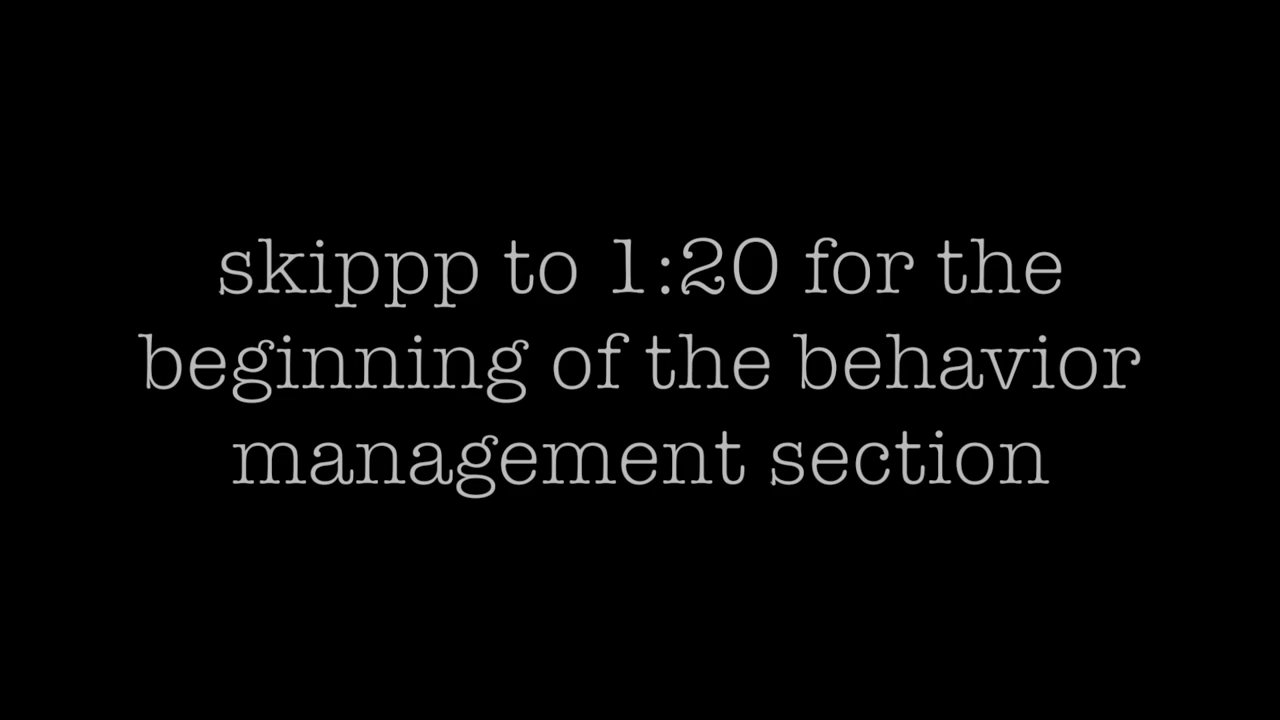 skippp to 1:20 for the
beginning of the behavior
management section